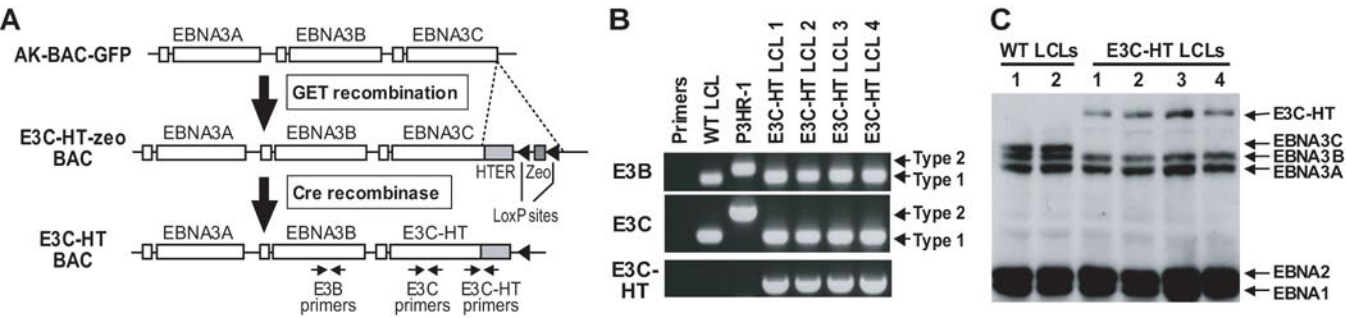 A
EBNA3A EBNA3B EBNA3C
AK-BAC-GFP
GET recombination
EBNA3A EBNA3B EBNA3C
E3C-HT-zeo
BAC
HTER Zeo
Cre recombinase
LoxP sites
E3C-HT
BAC
EBNA3A EBNA3B E3C-HT
E3B
primers
E3C
primers
E3C-HT
primers
B
Primers
WT LCL
P3HR-1
E3C-HT LCL 1
E3C-HT LCL 2
E3C-HT LCL 3
E3C-HT LCL 4
E3B
Type 2
Type 1
E3C
Type 2
Type 1
E3C-
HT
C
WT LCLs E3C-HT LCLs
1 2 1 2 3 4
E3C-HT
EBNA3C
EBNA3B
EBNA3A
EBNA2
EBNA1